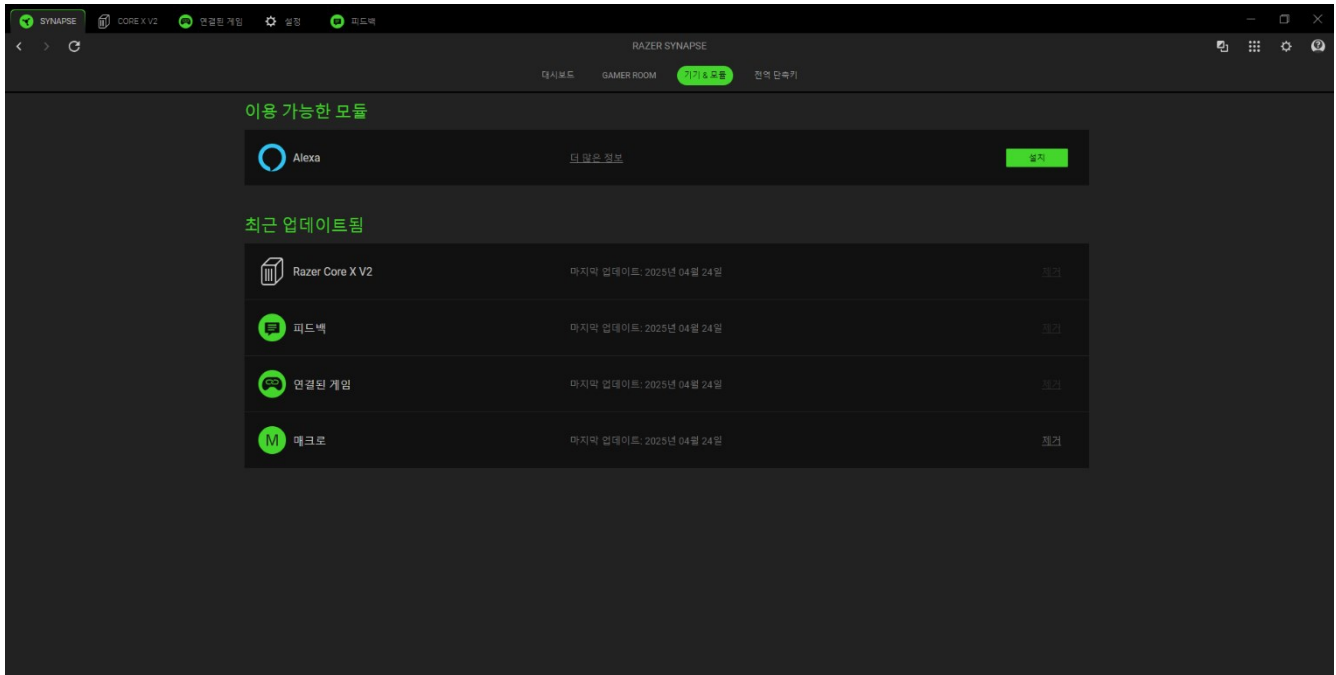 SYNAPSE CORE X V2 연결된 게임 설정 피드백
RAZER SYNAPSE
대시보드 GAMER ROOM 기기 & 모듈 전역 단축키
이용 가능한 모듈
Alexa 더 많은 정보 설치
최근 업데이트됨
Razer Core X V2 마지막 업데이트: 2025년 04월 24일 제거
피드백 마지막 업데이트: 2025년 04월 24일 제거
연결된 게임 마지막 업데이트: 2025년 04월 24일 제거
M 매크로 마지막 업데이트: 2025년 04월 24일 제거